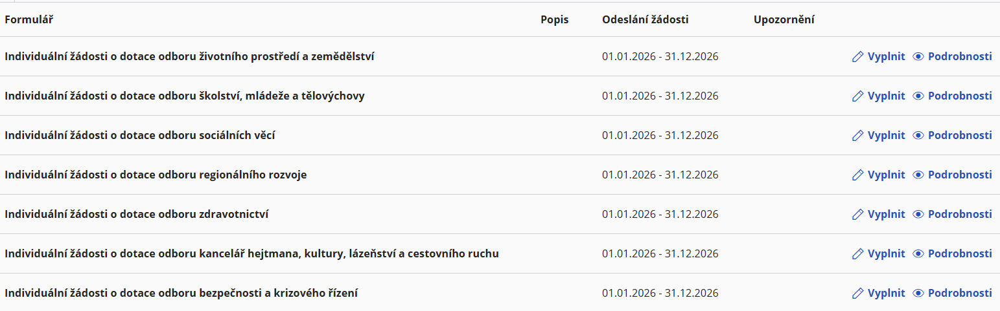 Formulář Popis Odeslání žádosti Upozornění
Individuální žádosti o dotace odboru životního prostředí a zemědělství 01.01.2026 - 31.12.2026 Vyplnit Podrobnosti
Individuální žádosti o dotace odboru školství, mládeže a tělovýchovy 01.01.2026 - 31.12.2026 Vyplnit Podrobnosti
Individuální žádosti o dotace odboru sociálních věcí 01.01.2026 - 31.12.2026 Vyplnit Podrobnosti
Individuální žádosti o dotace odboru regionálního rozvoje 01.01.2026 - 31.12.2026 Vyplnit Podrobnosti
Individuální žádosti o dotace odboru zdravotnictví 01.01.2026 - 31.12.2026 Vyplnit Podrobnosti
Individuální žádosti o dotace odboru kancelář hejtmana, kultury, lázeňství a cestovního ruchu 01.01.2026 - 31.12.2026 Vyplnit Podrobnosti
Individuální žádosti o dotace odboru bezpečnosti a krizového řízení 01.01.2026 - 31.12.2026 Vyplnit Podrobnosti